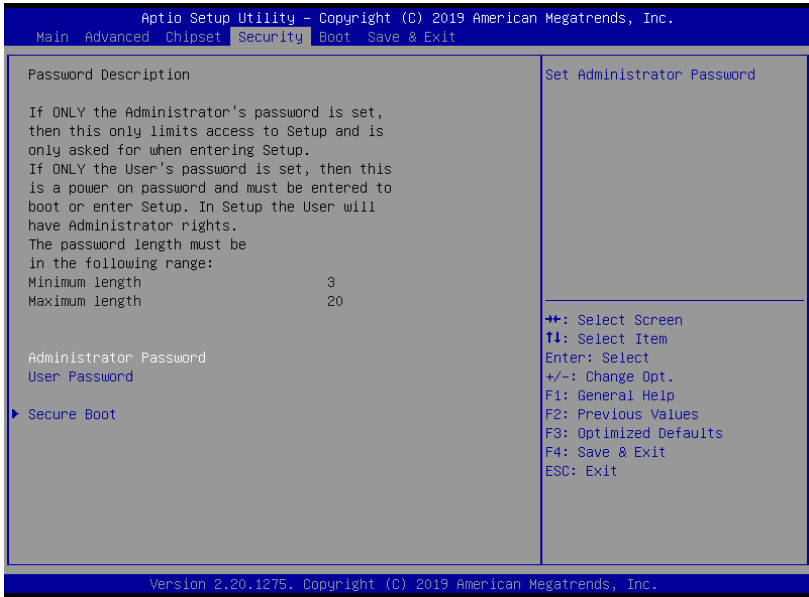 Aptio Setup Utility – Copyright (C) 2019 American Megatrends, Inc.
Main Advanced Chipset Security Boot Save & Exit
Password Description
If ONLY the Administrator's password is set,
then this only limits access to Setup and is
only asked for when entering Setup.
If ONLY the User's password is set, then this
is a power on password and must be entered to
boot or enter Setup. In Setup the User will
have Administrator rights.
The password length must be
in the following range:
Minimum length 3
Maximum length 20
Administrator Password
User Password
Secure Boot
Set Administrator Password
→←: Select Screen
↑↓: Select Item
Enter: Select
+/-: Change Opt.
F1: General Help
F2: Previous Values
F3: Optimized Defaults
F4: Save & Exit
ESC: Exit
Version 2.20.1275. Copyright (C) 2019 American Megatrends, Inc.